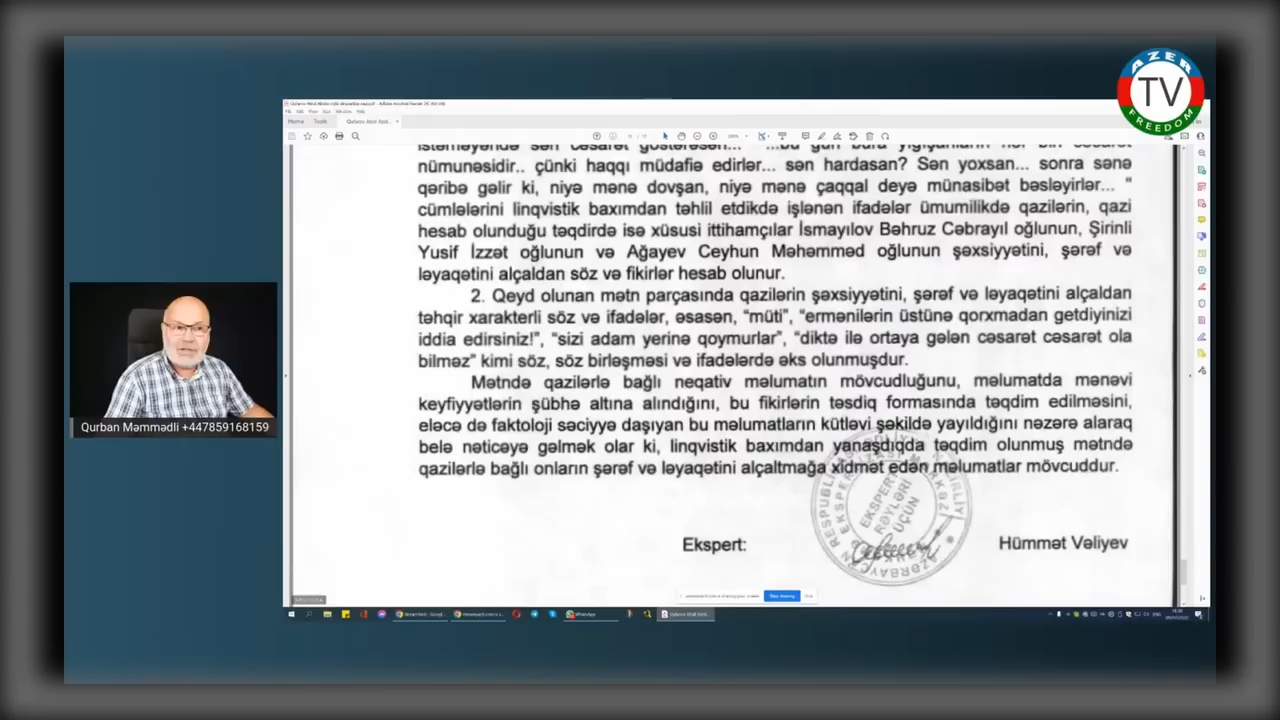 AZER
TV
FREEDOM
Home Tools
nümunəsidir.. çünki haqqı müdafiə edirlər... sən hardasan? Sən yoxsan... sonra sənə
qəribə gəlir ki, niyə mənə dovşan, niyə mənə çaqqal deyə münasibət bəsləyirlər... "
cümlələrini linqvistik baxımdan təhlil etdikdə işlənən ifadələr ümumilikdə qazilərin, qazi
hesab olunduğu təqdirdə isə xüsusi ittihamçılar İsmayılov Bəhruz Cəbrayıl oğlunun, Şirinli
Yusif İzzət oğlunun və Ağayev Ceyhun Məhəmməd oğlunun şəxsiyyətini, şərəf və
ləyaqətini alçaldan söz və fikirlər hesab olunur.
2. Qeyd olunan mətn parçasında qazilərin şəxsiyyətini, şərəf və ləyaqətini alçaldan
təhqir xarakterli söz və ifadələr, əsasən, "müti", "ermənilərin üstünə qorxmadan getdiyinizi
iddia edirsiniz!", "sizi adam yerinə qoymurlar", "diktə ilə ortaya gələn cəsarət cəsarət ola
bilməz" kimi söz, söz birləşməsi və ifadələrdə əks olunmuşdur.
Mətndə qazilərlə bağlı neqativ məlumatın mövcudluğunu, məlumatda mənəvi
keyfiyyətlərin şübhə altına alındığını, bu fikirlərin təsdiq formasında təqdim edilməsini,
eləcə də faktoloji səciyyə daşıyan bu məlumatların kütləvi şəkildə yayıldığını nəzərə alaraq
belə nəticəyə gəlmək olar ki, linqvistik baxımdan yanaşdıqda təqdim olunmuş mətndə
qazilərlə bağlı onların şərəf və ləyaqətini alçaltmağa xidmət edən məlumatlar mövcuddur.
EKSPERT
RƏYLƏRİ
ÜÇÜN
Ekspert:
Hümmət Vəliyev
Qurban Məmmədli +447859168159